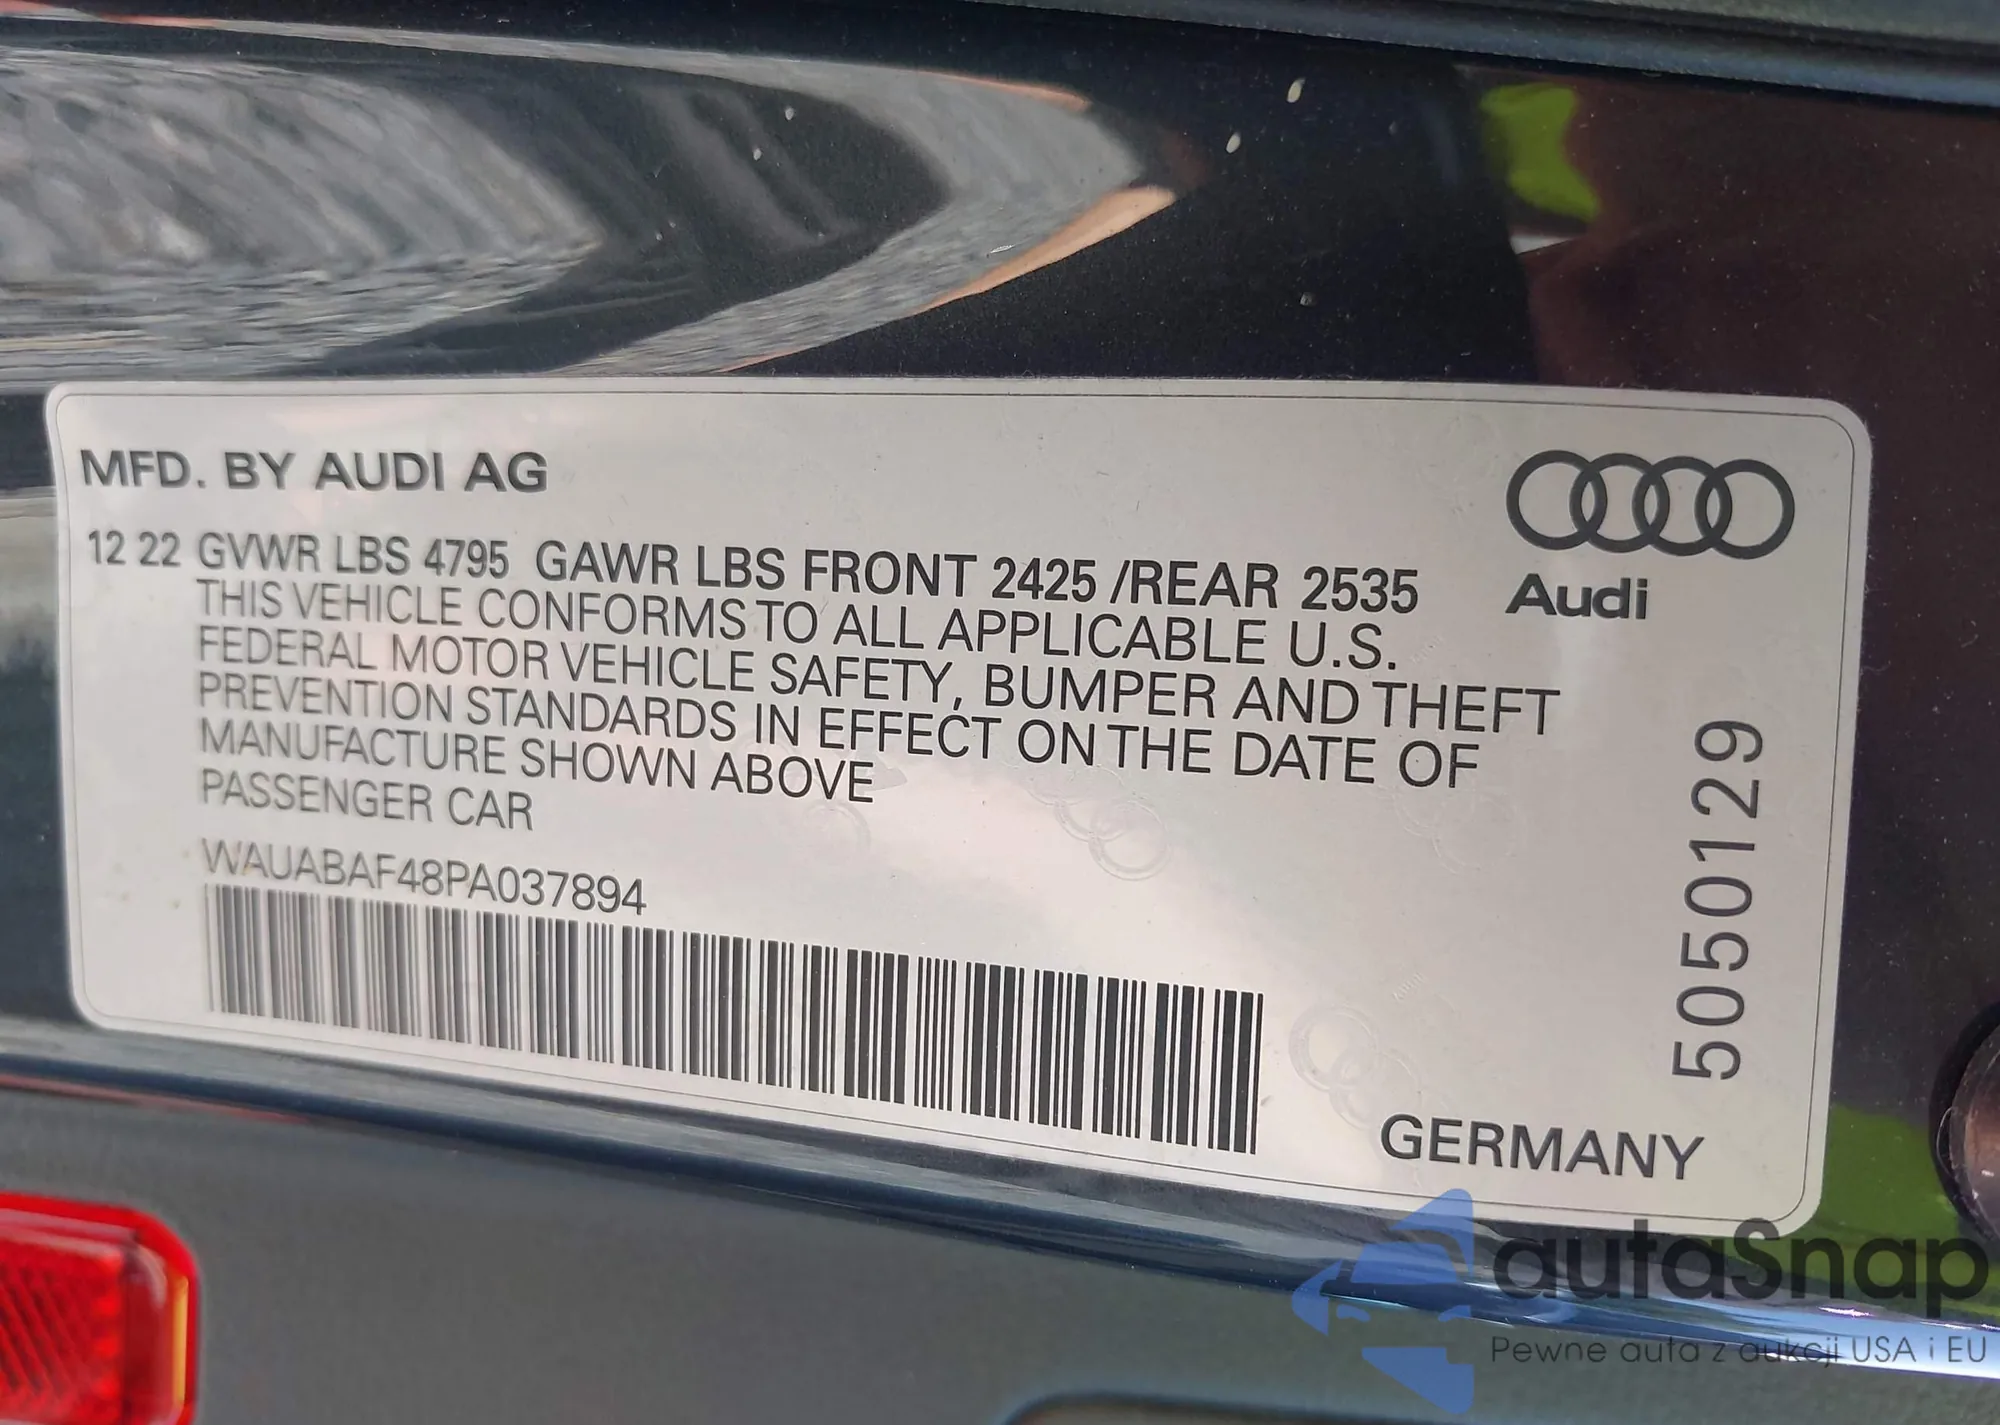 MFD. BY AUDI AG
12 22 GVWR LBS 4795 GAWR LBS FRONT 2425 /REAR 2535
THIS VEHICLE CONFORMS TO ALL APPLICABLE U.S.
FEDERAL MOTOR VEHICLE SAFETY, BUMPER AND THEFT
PREVENTION STANDARDS IN EFFECT ON THE DATE OF
MANUFACTURE SHOWN ABOVE
PASSENGER CAR
WAUABAF48PA037894
Audi
5050129
GERMANY
autaSnap
Pewne auta z aukcji USA i EU